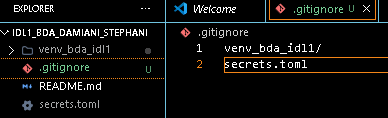 EXPLORER
Welcome
.gitignore U
IDL1_BDA_DAMIANI_STEPHANI
.gitignore
venv_bda_idl1
1 venv_bda_idl1/
.gitignore U
2 secrets.toml
README.md
secrets.toml